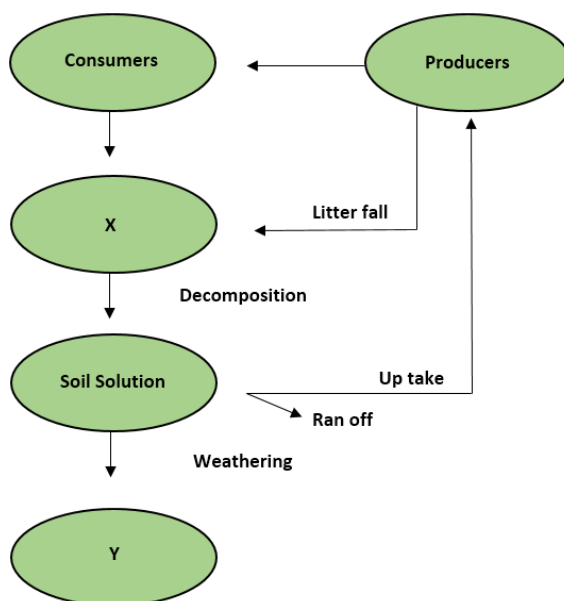 Consumers
Producers
X
Litter fall
Decomposition
Soil Solution
Up take
Ran off
Weathering
Y